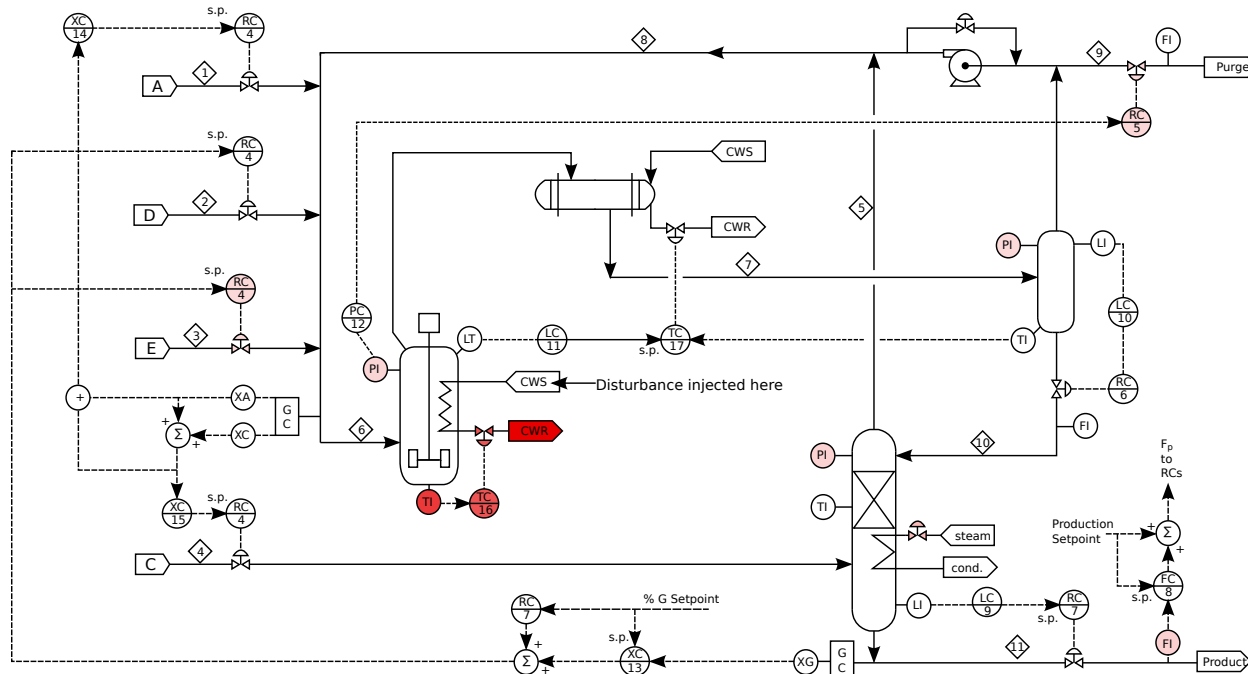 XC
14
s.p.
RC
4
8
9
FI
1
A
Purge
s.p.
RC
4
RC
5
CWS
2
D
5
CWR
PI
LI
s.p.
RC
4
7
PC
12
LC
10
3
E
LT
LC
11
s.p.
TC
17
TI
PI
CWS
Disturbance injected here
RC
6
+
XA
G
C
+
Σ
+
XC
6
CWR
FI
10
PI
Fp
to
RCs
TI
TC
16
TI
s.p.
XC
15
RC
4
Production
Setpoint
+
Σ
+
steam
4
C
cond.
FC
8
s.p.
RC
7
% G Setpoint
LI
LC
9
RC
7
s.p.
s.p.
+
Σ
+
XC
13
XG
G
C
11
FI
Product